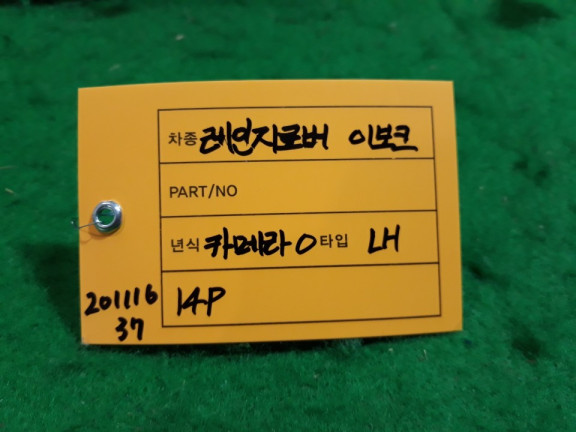 차종 레인지로버 이보크
PART/NO
년식 카메라 O 타입 LH
14P
201116
37